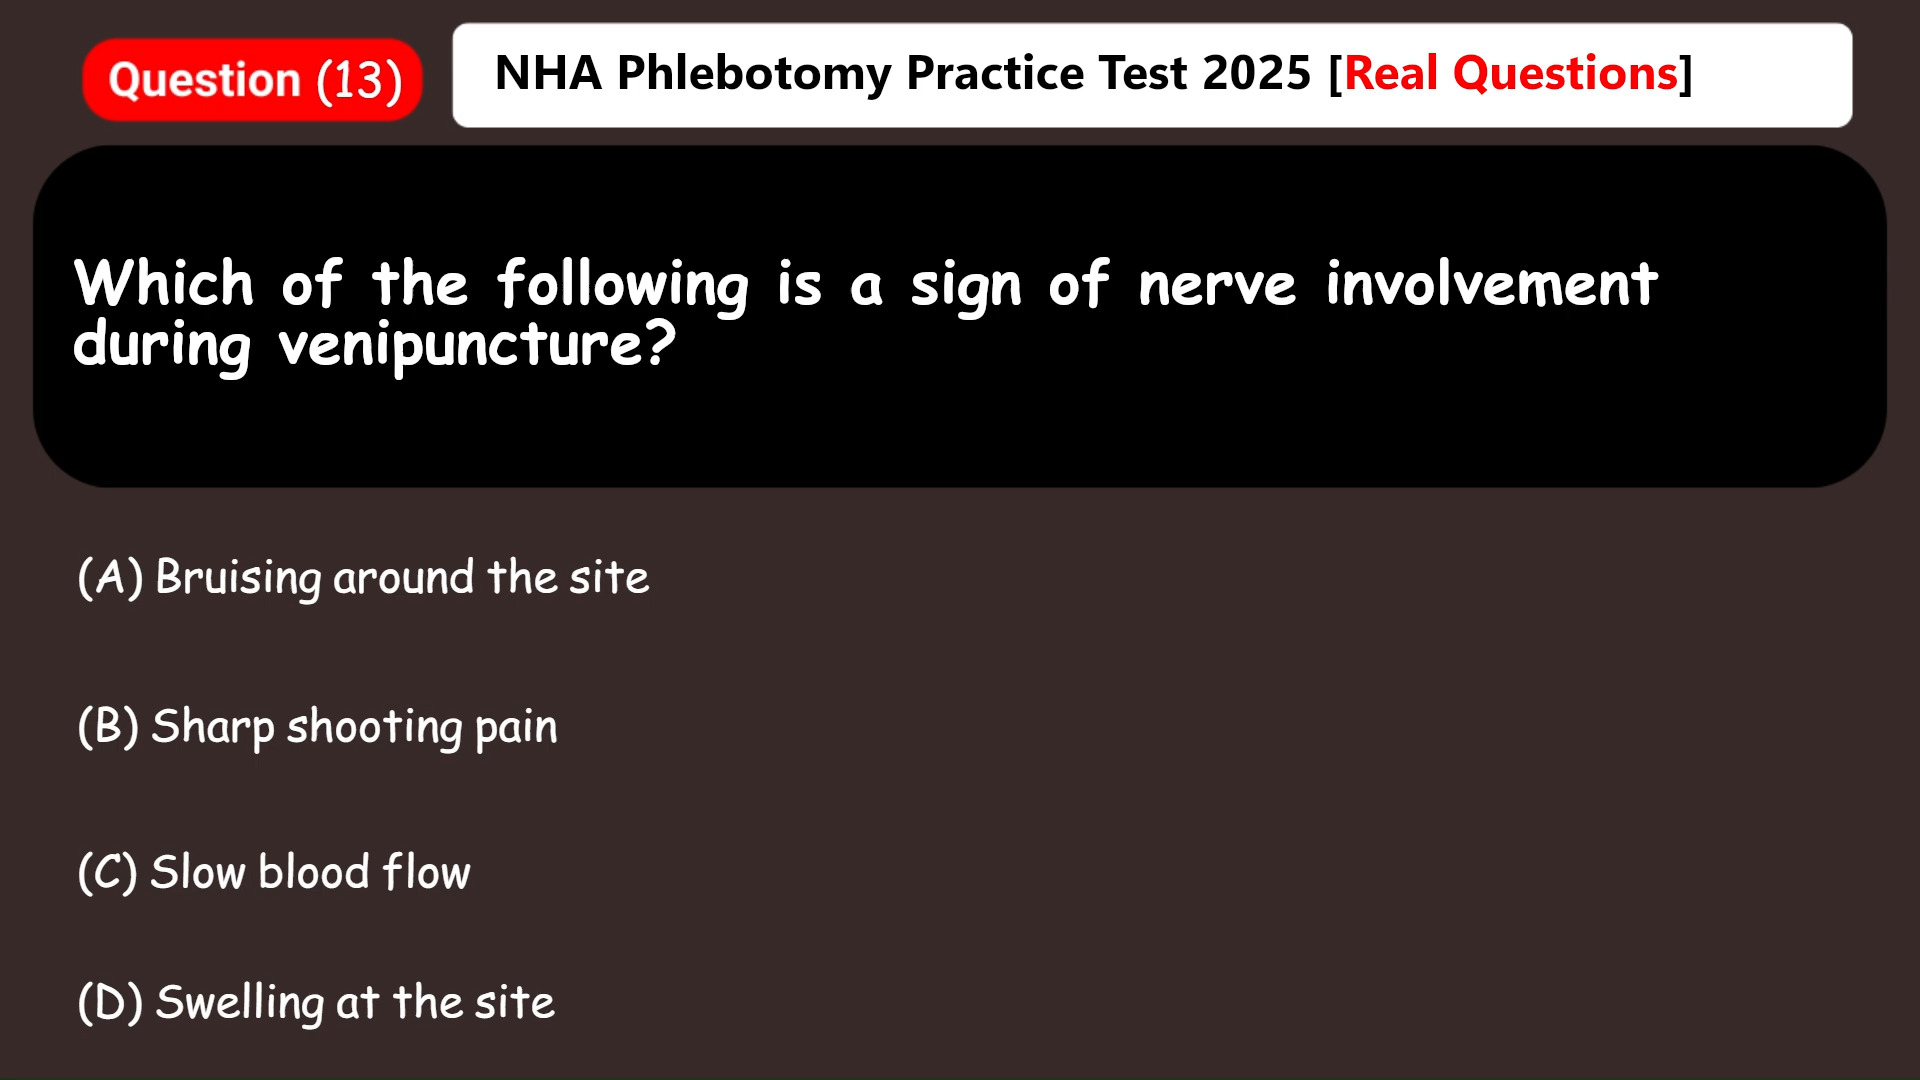 Question (13)
NHA Phlebotomy Practice Test 2025 [Real Questions]
Which of the following is a sign of nerve involvement
during venipuncture?
(A) Bruising around the site
(B) Sharp shooting pain
(C) Slow blood flow
(D) Swelling at the site